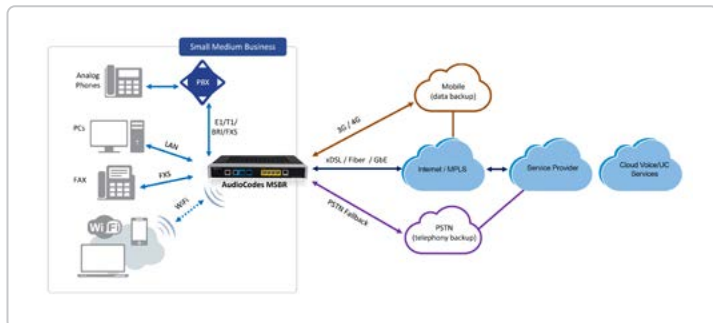 Small Medium Business
Analog
Phones
PBX
PCs
E1/T1/
BRI/FXS
LAN
FAX
FXS
AudioCodes MSBR
WiFi
WiFi
3G / 4G
xDSL / Fiber / GbE
PSTN Fallback
Mobile
(data backup)
Internet / MPLS
Service Provider
Cloud Voice/UC
Services
PSTN
(telephony backup)